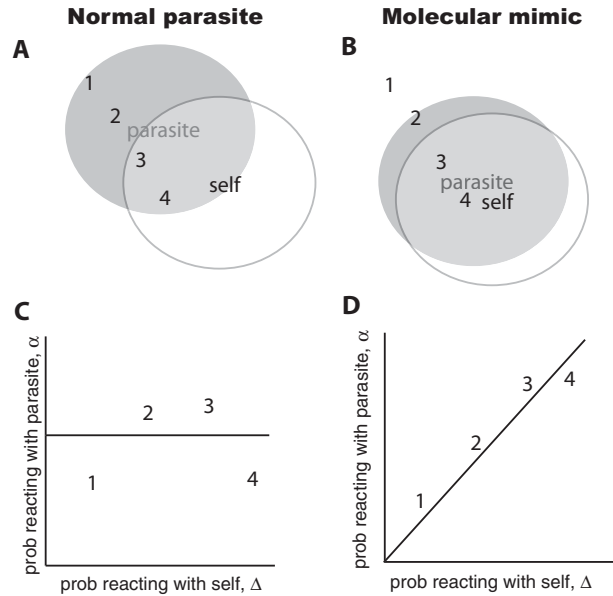 Normal parasite
Molecular mimic
A
1
2
parasite
3
4
self
B
1
2
3
parasite
4
self
C
prob reacting with parasite, α
1
2
3
4
prob reacting with self, Δ
D
prob reacting with parasite, α
1
2
3
4
prob reacting with self, Δ